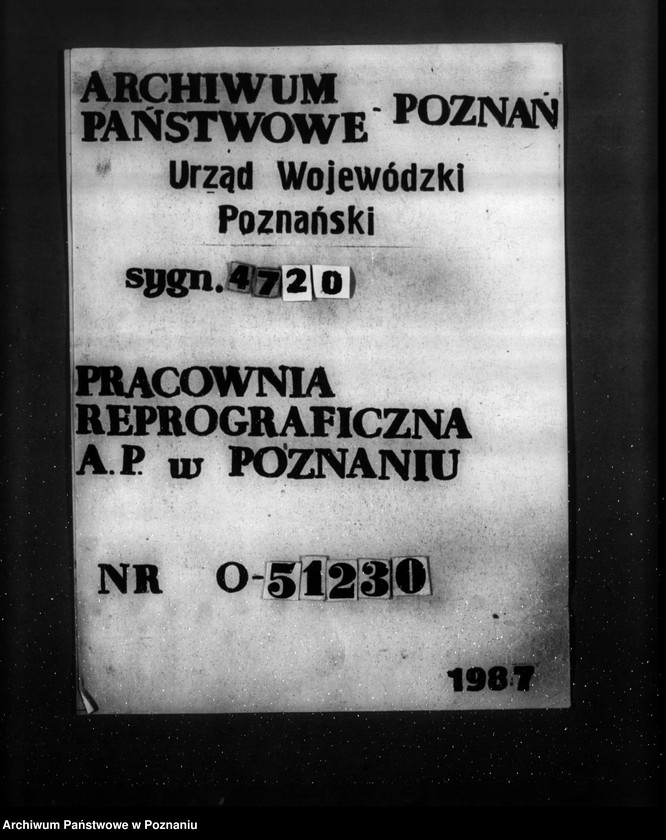 ARCHIWUM
PAŃSTWOWE - POZNAŃ
Urząd Wojewódzki
Poznański
sygn. 4720
PRACOWNIA
REPROGRAFICZNA
A.P. w POZNANIU
NR O-51230
1987
Archiwum Państwowe w Poznaniu